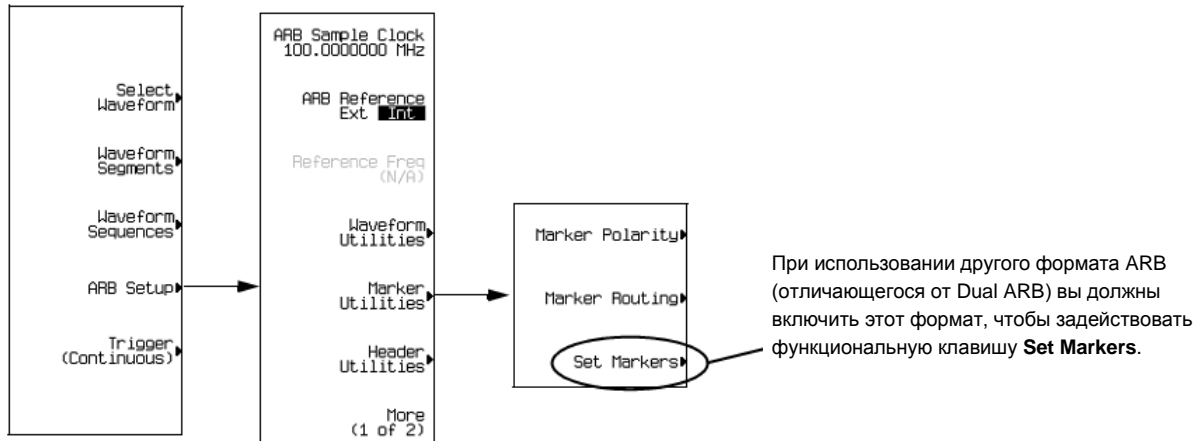 Select
Waveform
Waveform
Segments
Waveform
Sequences
ARB Setup
Trigger
(Continuous)
ARB Sample Clock
100.0000000 MHz
ARB Reference
Ext Int
Reference Freq
(N/A)
Waveform
Utilities
Marker
Utilities
Header
Utilities
More
(1 of 2)
Marker Polarity
Marker Routing
Set Markers
При использовании другого формата ARB
(отличающегося от Dual ARB) вы должны
включить этот формат, чтобы задействовать
функциональную клавишу Set Markers.